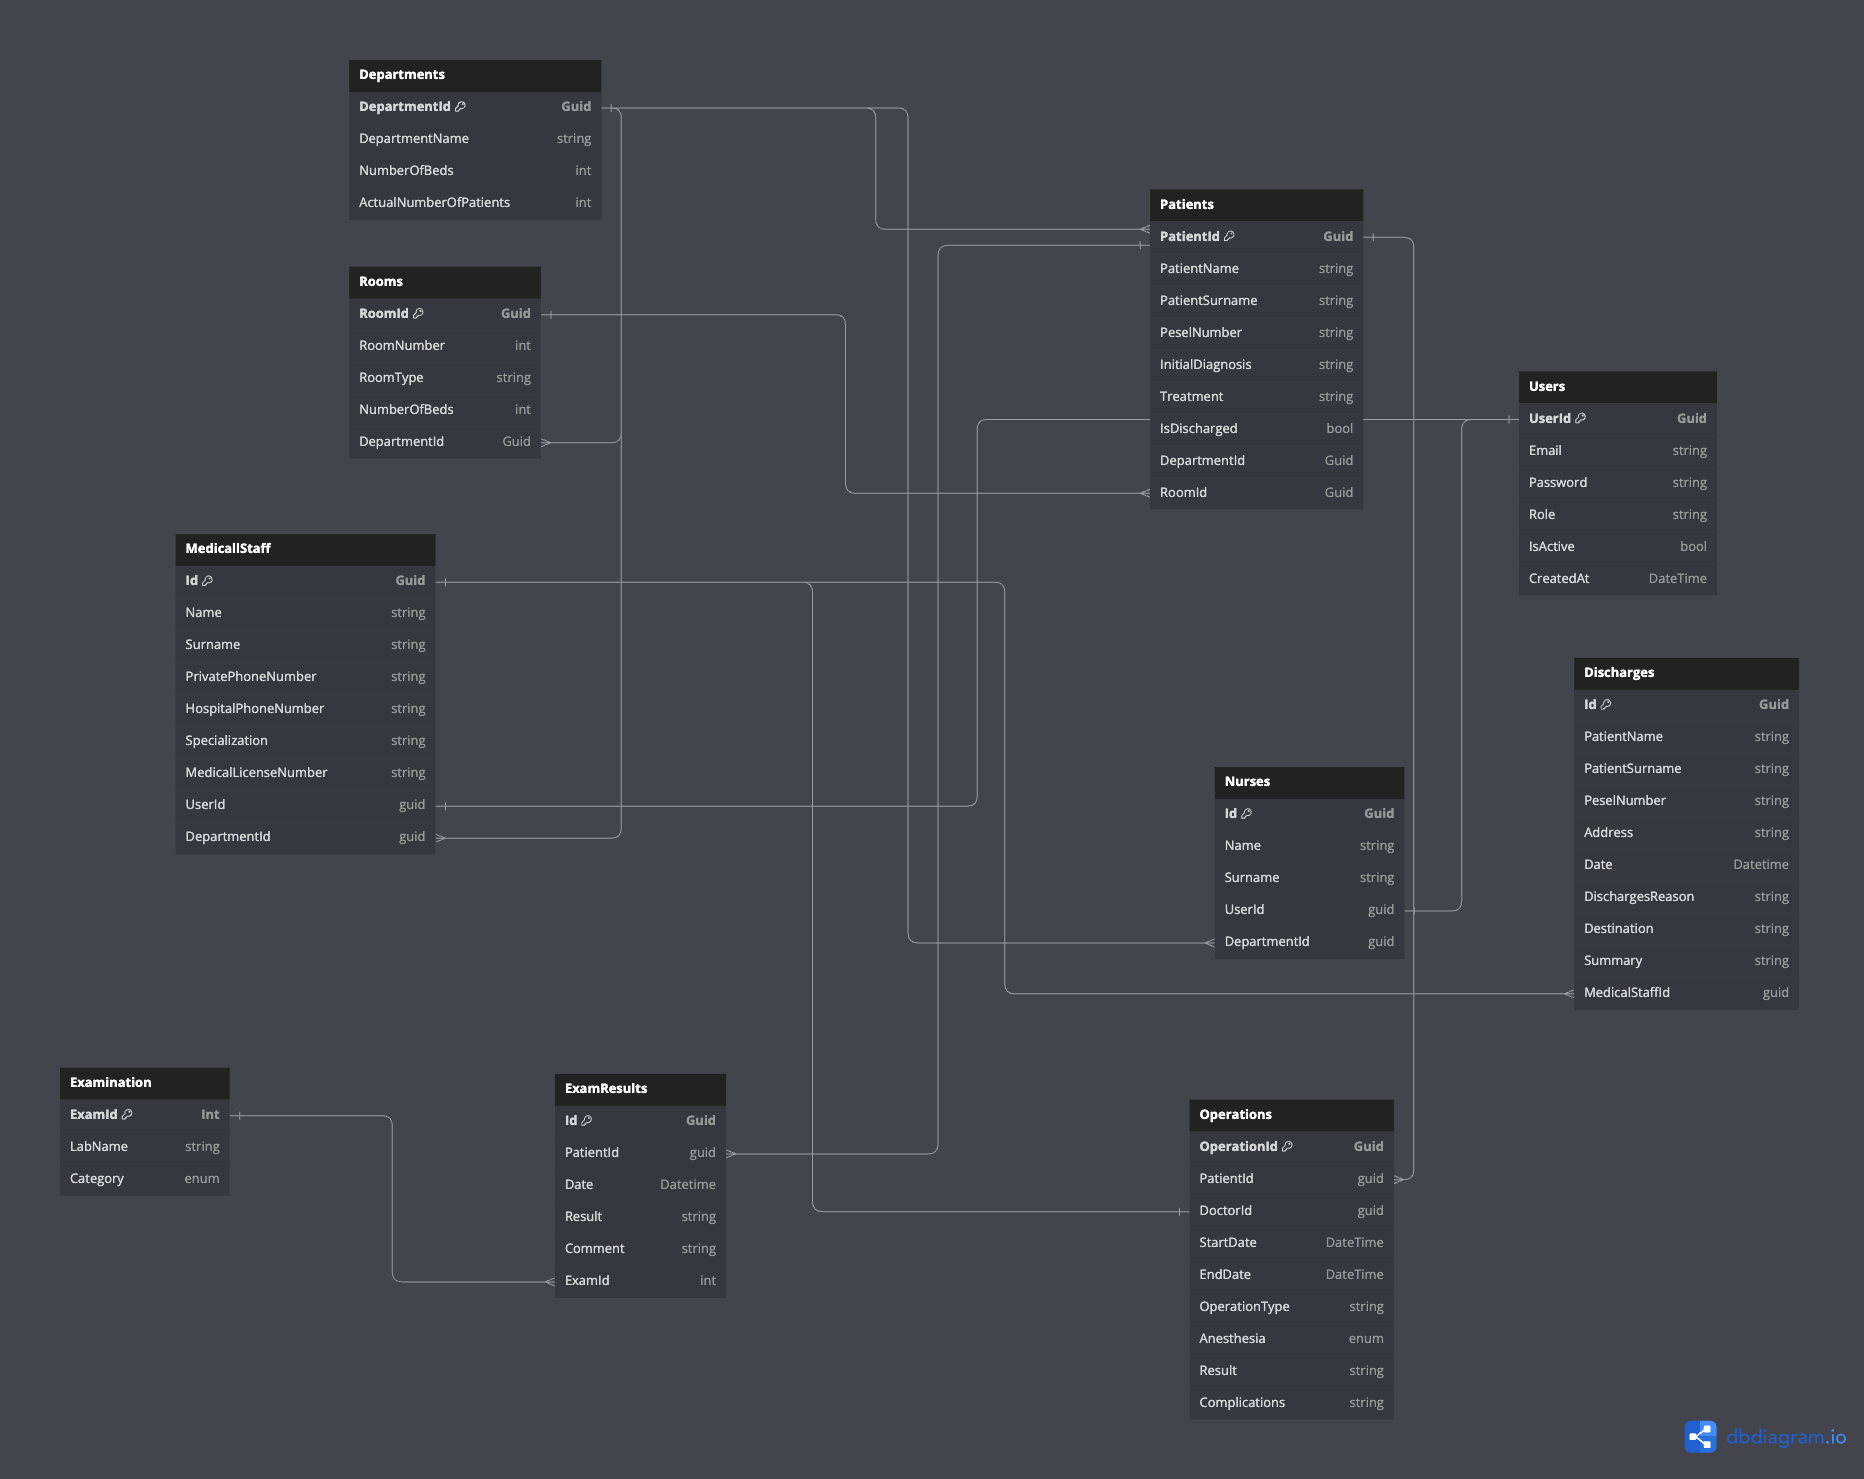 Departments
DepartmentId Guid
DepartmentName string
NumberOfBeds int
ActualNumberOfPatients int
Patients
PatientId Guid
PatientName string
PatientSurname string
PeselNumber string
InitialDiagnosis string
Treatment string
IsDischarged bool
DepartmentId Guid
RoomId Guid
Rooms
RoomId Guid
RoomNumber int
RoomType string
NumberOfBeds int
DepartmentId Guid
Users
UserId Guid
Email string
Password string
Role string
IsActive bool
CreatedAt DateTime
MedicallStaff
Id Guid
Name string
Surname string
PrivatePhoneNumber string
HospitalPhoneNumber string
Specialization string
MedicalLicenseNumber string
UserId guid
DepartmentId guid
Discharges
Id Guid
PatientName string
PatientSurname string
PeselNumber string
Address string
Date Datetime
DischargesReason string
Destination string
Summary string
MedicalStaffId guid
Nurses
Id Guid
Name string
Surname string
UserId guid
DepartmentId guid
Examination
ExamId Int
LabName string
Category enum
ExamResults
Id Guid
PatientId guid
Date Datetime
Result string
Comment string
ExamId int
Operations
OperationId Guid
PatientId guid
DoctorId guid
StartDate DateTime
EndDate DateTime
OperationType string
Anesthesia enum
Result string
Complications string
dbdiagram.io